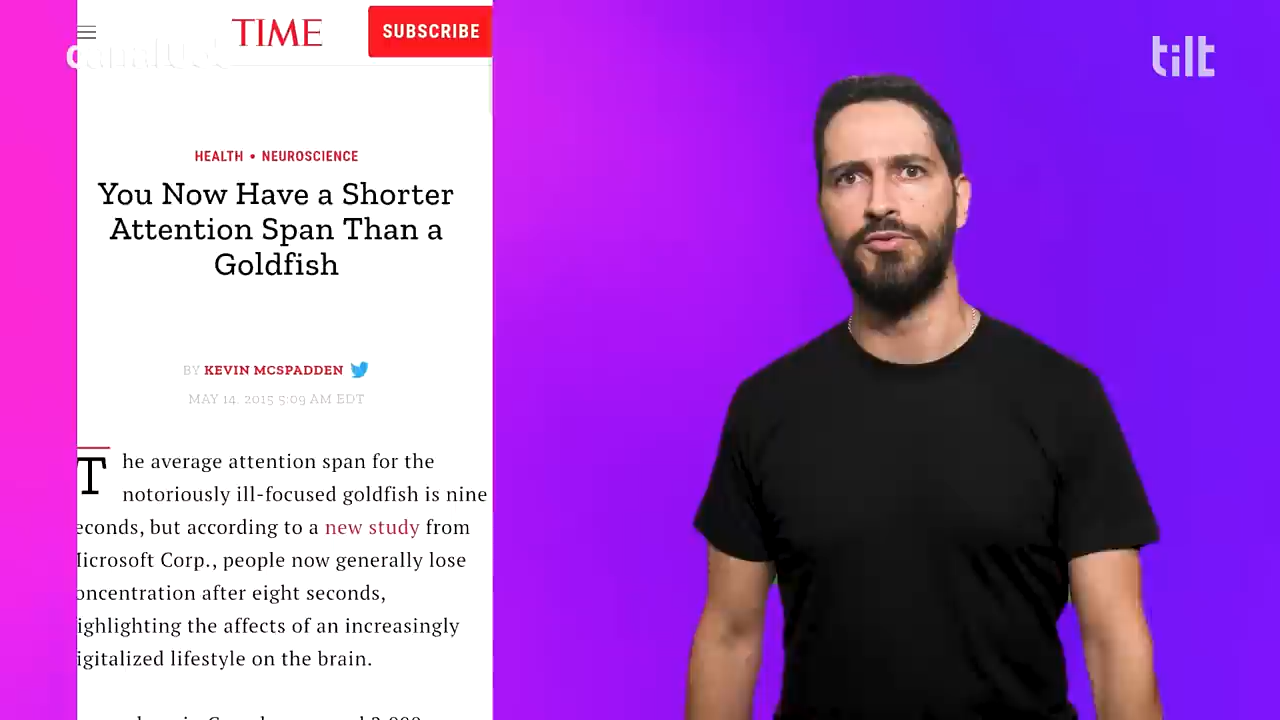 TIME
SUBSCRIBE
tilt
HEALTH • NEUROSCIENCE
You Now Have a Shorter
Attention Span Than a
Goldfish
BY KEVIN MCSPADDEN
MAY 14, 2015 5:09 AM EDT
The average attention span for the
notoriously ill-focused goldfish is nine
econds, but according to a new study from
icrosoft Corp., people now generally lose
oncentration after eight seconds,
ighlighting the affects of an increasingly
igitalized lifestyle on the brain.